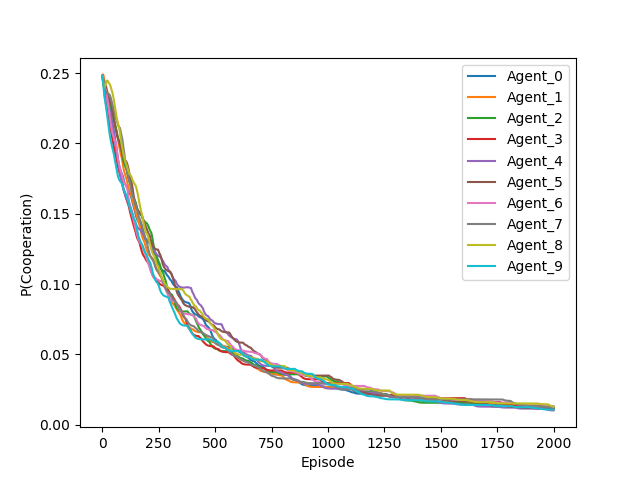 0.25
0.20
0.15
0.10
0.05
0.00
P(Cooperation)
0
250
500
750
1000
1250
1500
1750
2000
Episode
Agent_0
Agent_1
Agent_2
Agent_3
Agent_4
Agent_5
Agent_6
Agent_7
Agent_8
Agent_9